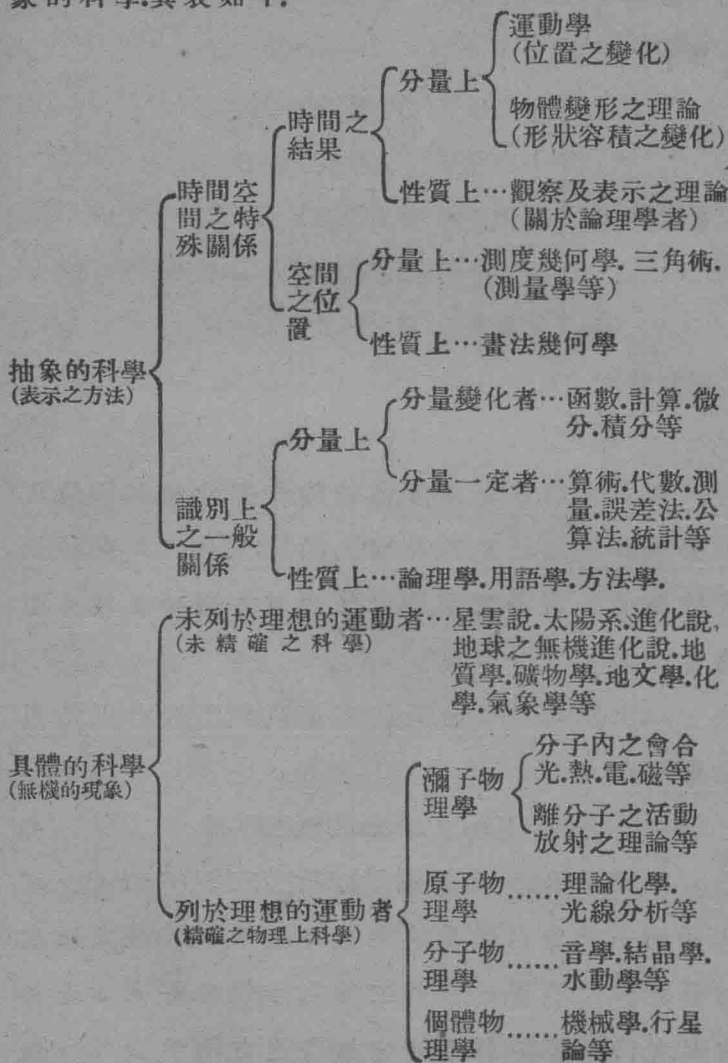 象的科學.其表如下.
運動學
(位置之變化)
分量上
物體變形之理論
(形狀容積之變化)
時間之
結果
性質上…觀察及表示之理論
(關於論理學者)
時間空
間之特
殊關係
空間
之位
置
分量上…測度幾何學.三角術.
(測量學等)
性質上…畫法幾何學
抽象的科學
(表示之方法)
分量變化者…函數.計算.微
分.積分等
分量上
分量一定者…算術.代數.測
量.誤差法.公
算法.統計等
識別上
之一般
關係
性質上…論理學.用語學.方法學.
未列於理想的運動者…星雲說.太陽系.進化說.
(未精確之科學)
地球之無機進化說.地
質學.礦物學.地文學.化
學.氣象學等
具體的科學
(無機的現象)
瀰子物
理學
分子內之會合
光.熱.電.磁等
離分子之活動
放射之理論等
原子物……理論化學.
理學 光線分析等
列於理想的運動者
(精確之物理上科學)
分子物……音學.結晶學.
理學 水動學等
個體物……機械學.行星
理學 論等